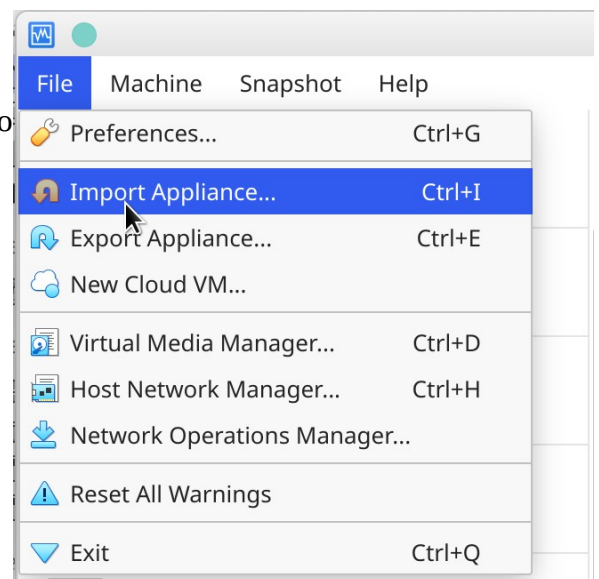 File Machine Snapshot Help
Preferences... Ctrl+G
Import Appliance... Ctrl+I
Export Appliance... Ctrl+E
New Cloud VM...
Virtual Media Manager... Ctrl+D
Host Network Manager... Ctrl+H
Network Operations Manager...
Reset All Warnings
Exit Ctrl+Q